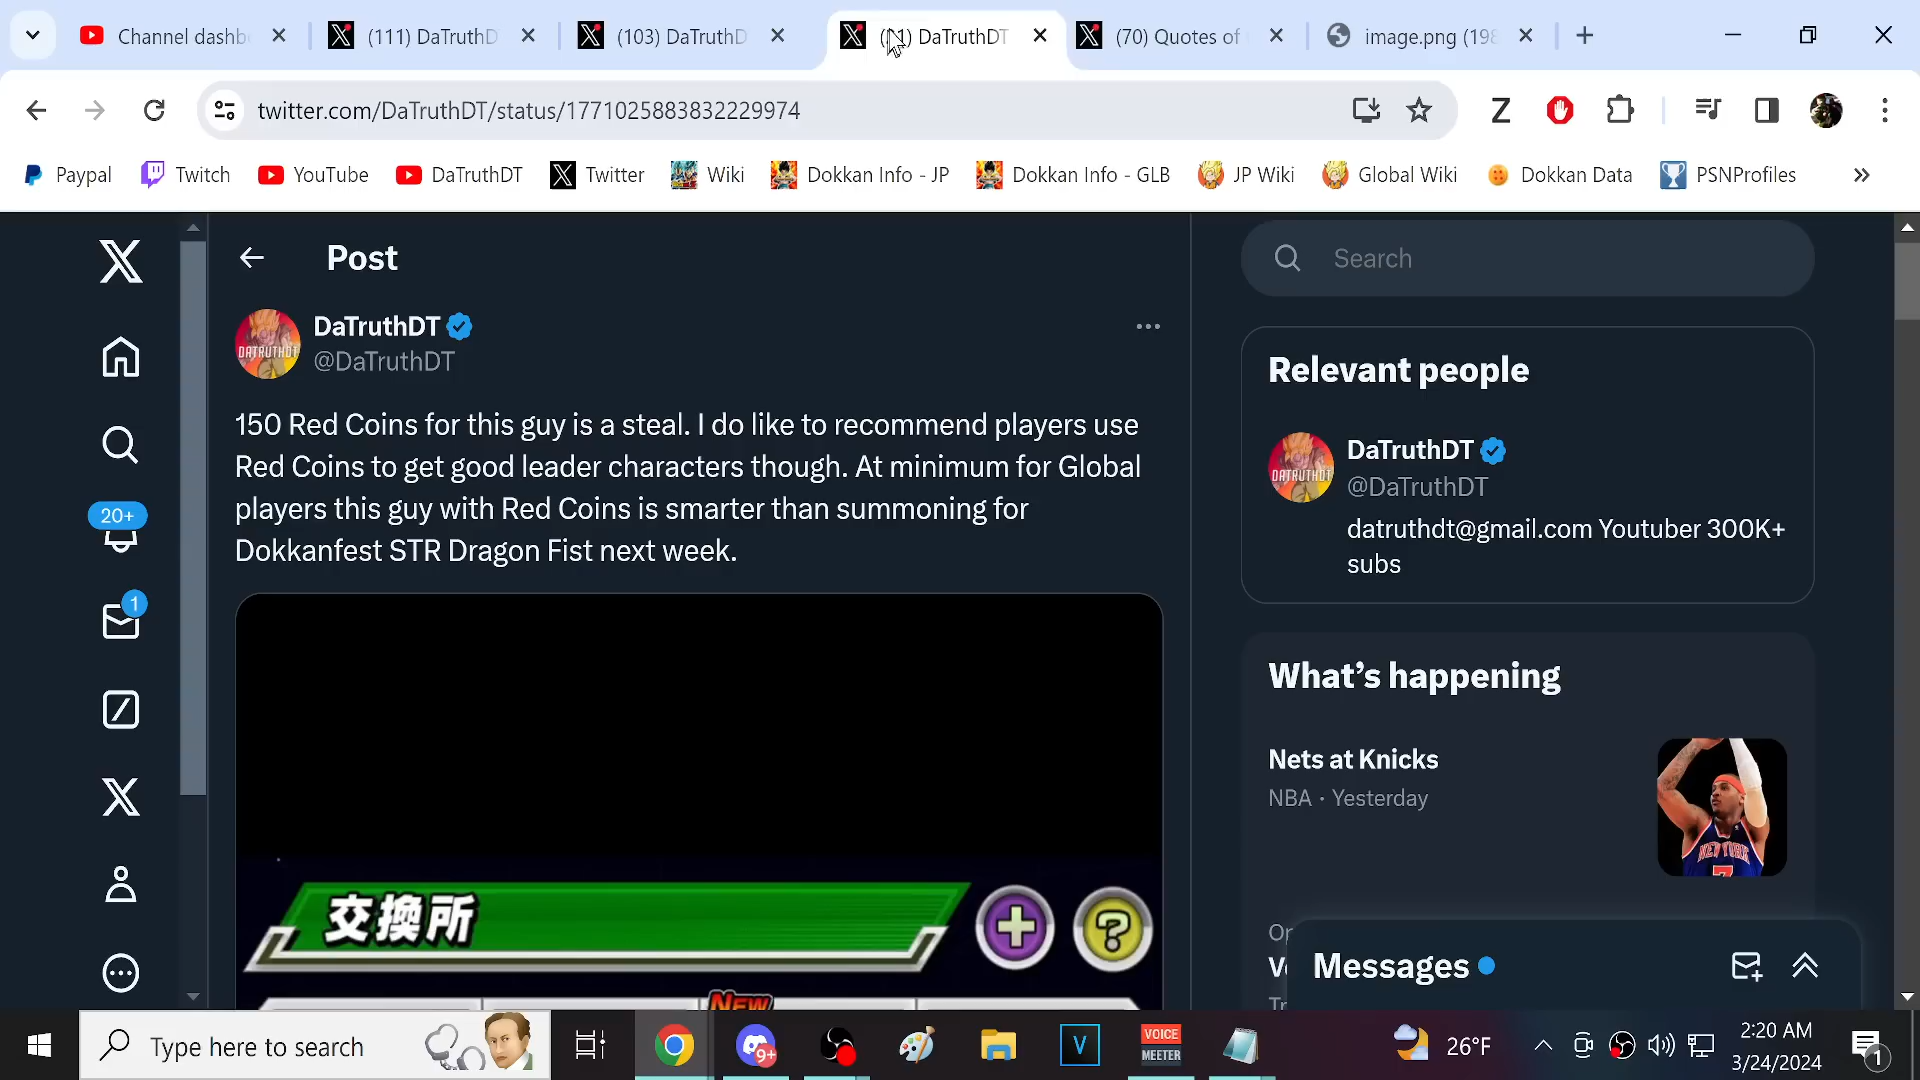 Channel dashb
(111) DaTruthD
(103) DaTruthD
DaTruthDT
(70) Quotes of
image.png (198
twitter.com/DaTruthDT/status/1771025883832229974
Z
Paypal
Twitch
YouTube
DaTruthDT
Twitter
Wiki
Dokkan Info - JP
Dokkan Info - GLB
JP Wiki
Global Wiki
Dokkan Data
PSNProfiles
Post
Search
DaTruthDT
@DaTruthDT
150 Red Coins for this guy is a steal. I do like to recommend players use
Red Coins to get good leader characters though. At minimum for Global
players this guy with Red Coins is smarter than summoning for
Dokkanfest STR Dragon Fist next week.
交換所
NEW
20+
1
Relevant people
DATRUTHDT
DaTruthDT
@DaTruthDT
datruthdt@gmail.com Youtuber 300K+
subs
What's happening
Nets at Knicks
NBA · Yesterday
NEW YORK
7
Messages
Type here to search
9+
V
VOICE
MEETER
26°F
2:20 AM
3/24/2024
1